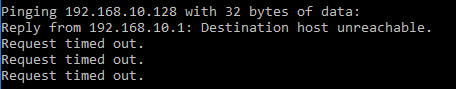 Pinging 192.168.10.128 with 32 bytes of data:
Reply from 192.168.10.1: Destination host unreachable.
Request timed out.
Request timed out.
Request timed out.